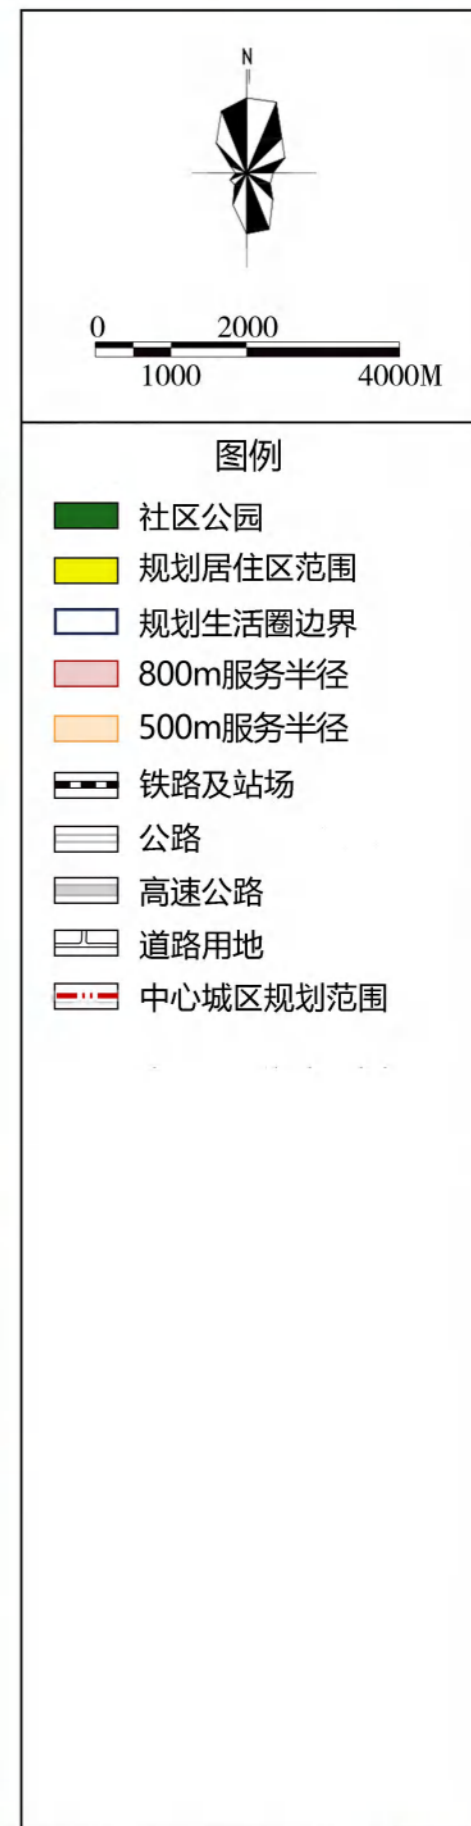 N
0 2000
1000 4000M
图例
社区公园
规划居住区范围
规划生活圈边界
800m服务半径
500m服务半径
铁路及站场
公路
高速公路
道路用地
中心城区规划范围